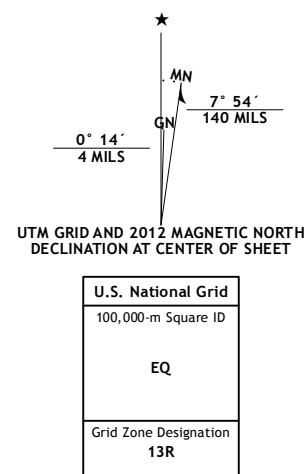 ★
MN
GN
7° 54´
140 MILS
0° 14´
4 MILS
UTM GRID AND 2012 MAGNETIC NORTH
DECLINATION AT CENTER OF SHEET
U.S. National Grid
100,000-m Square ID
EQ
Grid Zone Designation
13R